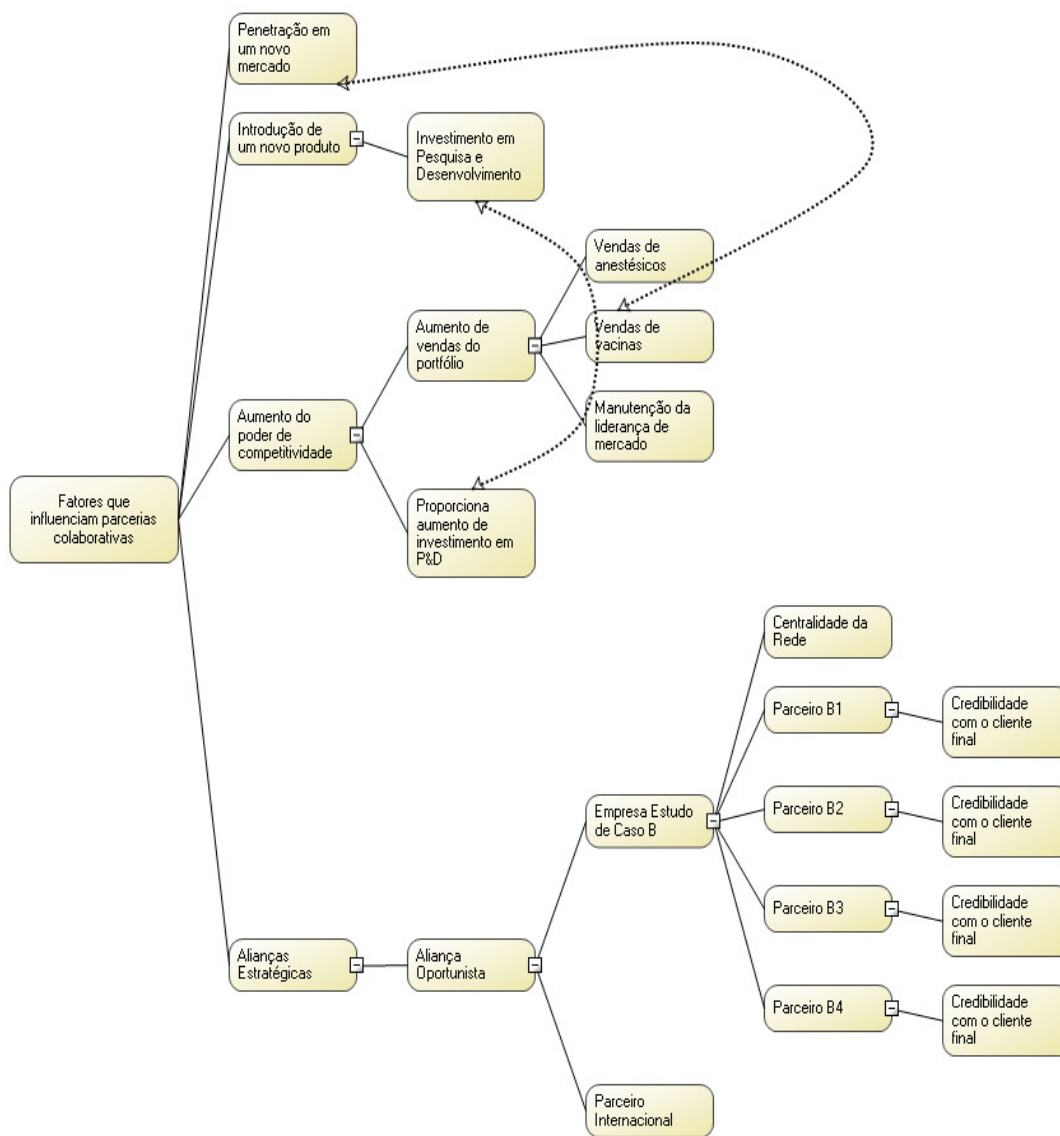 Penetração em
um novo
mercado
Introdução de
um novo produto
Investimento em
Pesquisa e
Desenvolvimento
Vendas de
anestésicos
Aumento de
vendas do
portfólio
Vendas de
vacinas
Manutenção da
liderança de
mercado
Aumento do
poder de
competitividade
Proporciona
aumento de
investimento em
P&D
Fatores que
influenciam parcerias
colaborativas
Centralidade da
Rede
Parceiro B1
Credibilidade
com o cliente
final
Empresa Estudo
de Caso B
Parceiro B2
Credibilidade
com o cliente
final
Parceiro B3
Credibilidade
com o cliente
final
Alianças
Estratégicas
Aliança
Oportunista
Parceiro B4
Credibilidade
com o cliente
final
Parceiro
Internacional